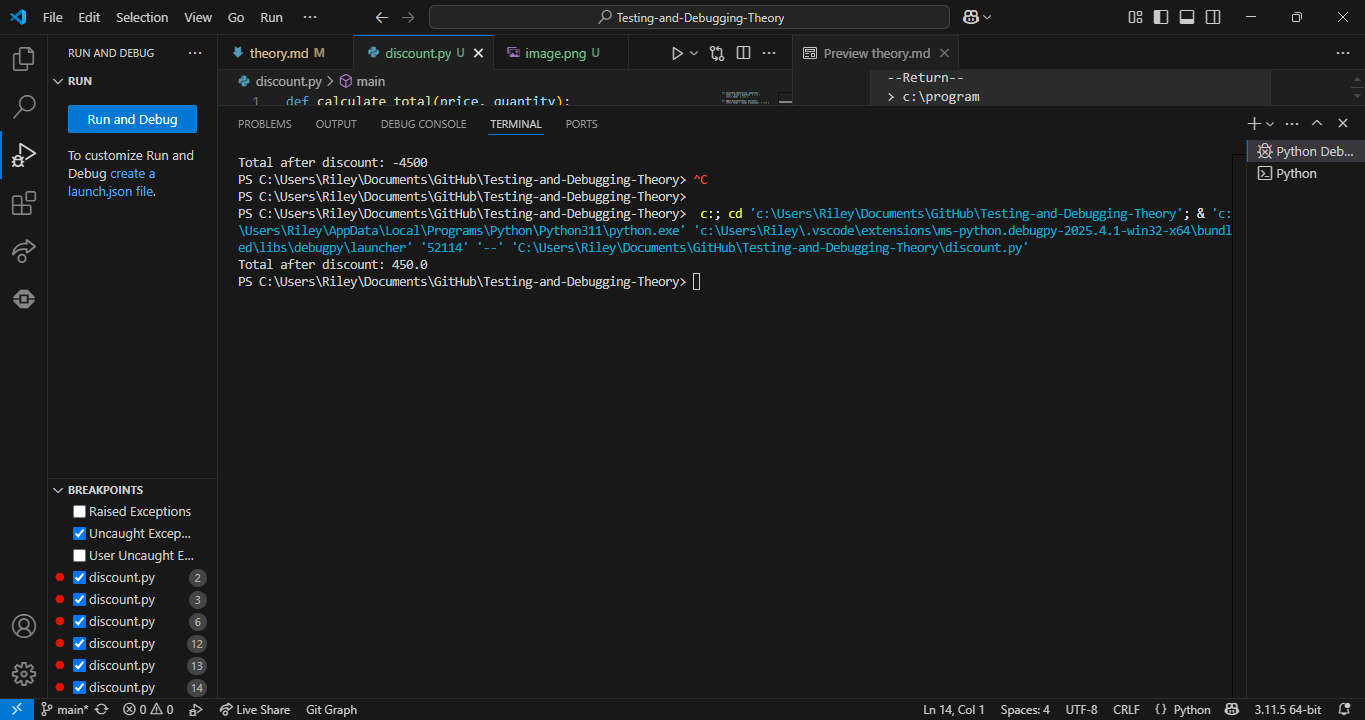 File Edit Selection View Go Run ··· Testing-and-Debugging-Theory
RUN AND DEBUG ···
RUN
Run and Debug
To customize Run and
Debug create a
launch.json file.
theory.md M discount.py U image.png U ···
discount.py > main
1 def calculate_total(price, quantity):
Preview theory.md ···
--Return--
> c:\program
PROBLEMS OUTPUT DEBUG CONSOLE TERMINAL PORTS
Total after discount: -4500
PS C:\Users\Riley\Documents\GitHub\Testing-and-Debugging-Theory> ^C
PS C:\Users\Riley\Documents\GitHub\Testing-and-Debugging-Theory>
PS C:\Users\Riley\Documents\GitHub\Testing-and-Debugging-Theory>  c:; cd 'c:\Users\Riley\Documents\GitHub\Testing-and-Debugging-Theory'; & 'c:
\Users\Riley\AppData\Local\Programs\Python\Python311\python.exe' 'c:\Users\Riley\.vscode\extensions\ms-python.debugpy-2025.4.1-win32-x64\bundl
ed\libs\debugpy\launcher' '52114' '--' 'C:\Users\Riley\Documents\GitHub\Testing-and-Debugging-Theory\discount.py'
Total after discount: 450.0
PS C:\Users\Riley\Documents\GitHub\Testing-and-Debugging-Theory>
Python Deb...
Python
BREAKPOINTS
Raised Exceptions
Uncaught Excep...
User Uncaught E...
discount.py 2
discount.py 3
discount.py 6
discount.py 12
discount.py 13
discount.py 14
main* 0 0 Live Share Git Graph Ln 14, Col 1 Spaces: 4 UTF-8 CRLF {} Python 3.11.5 64-bit